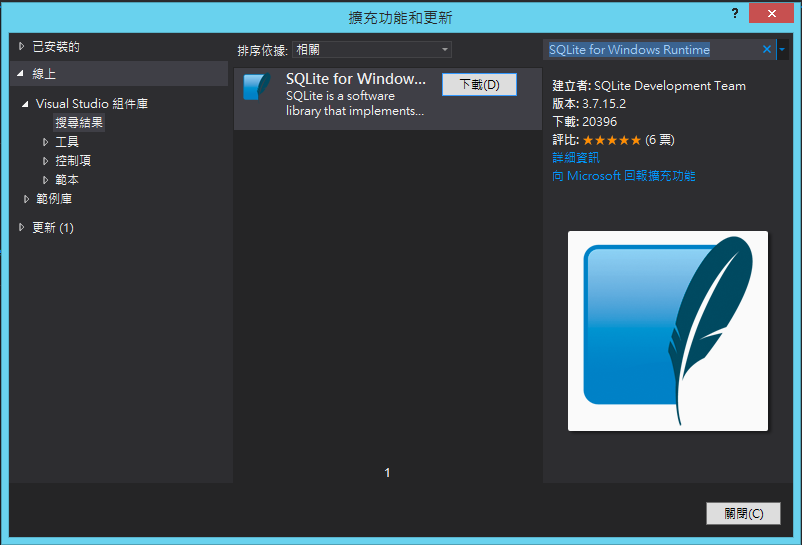 擴充功能和更新
?
已安裝的
線上
Visual Studio 組件庫
搜尋結果
工具
控制項
範本
範例庫
更新 (1)
排序依據: 相關
SQLite for Window...
SQLite is a software
library that implements...
下載(D)
1
SQLite for Windows Runtime
建立者: SQLite Development Team
版本: 3.7.15.2
下載: 20396
評比: ★★★★★ (6 票)
詳細資訊
向 Microsoft 回報擴充功能
關閉(C)